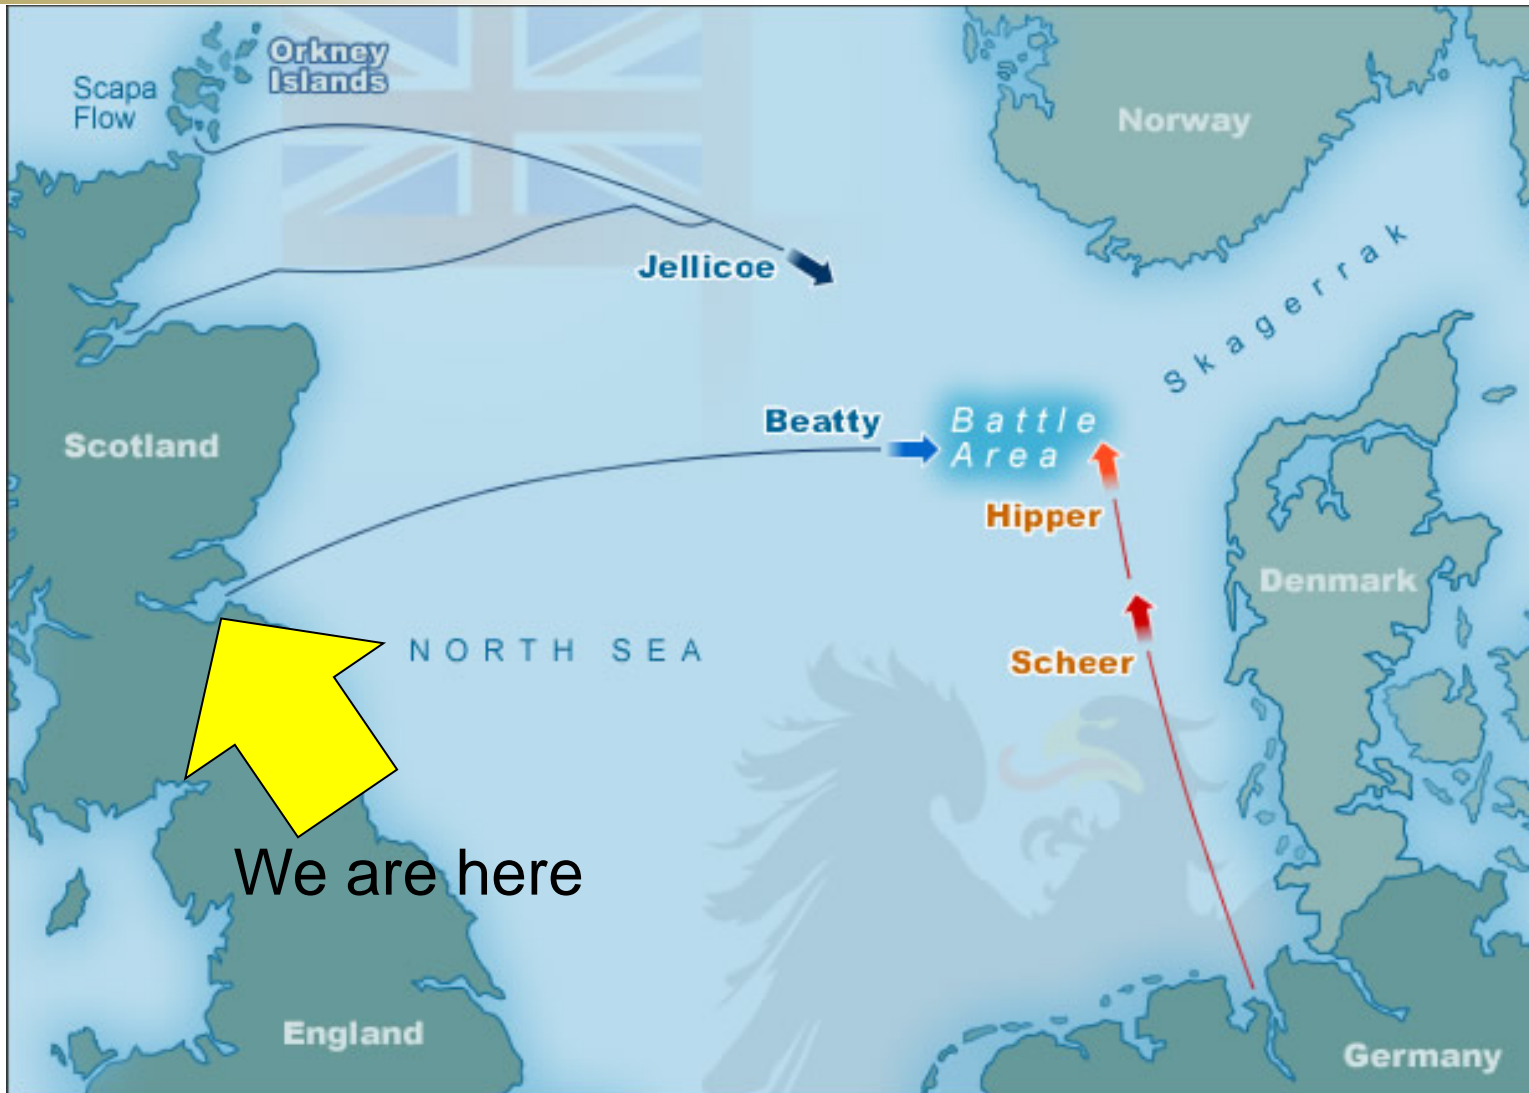 Orkney
Islands
Scapa
Flow
Norway
Jellicoe
Skagerrak
Beatty
Battle
Area
Scotland
Hipper
Denmark
NORTH SEA
Scheer
We are here
England
Germany